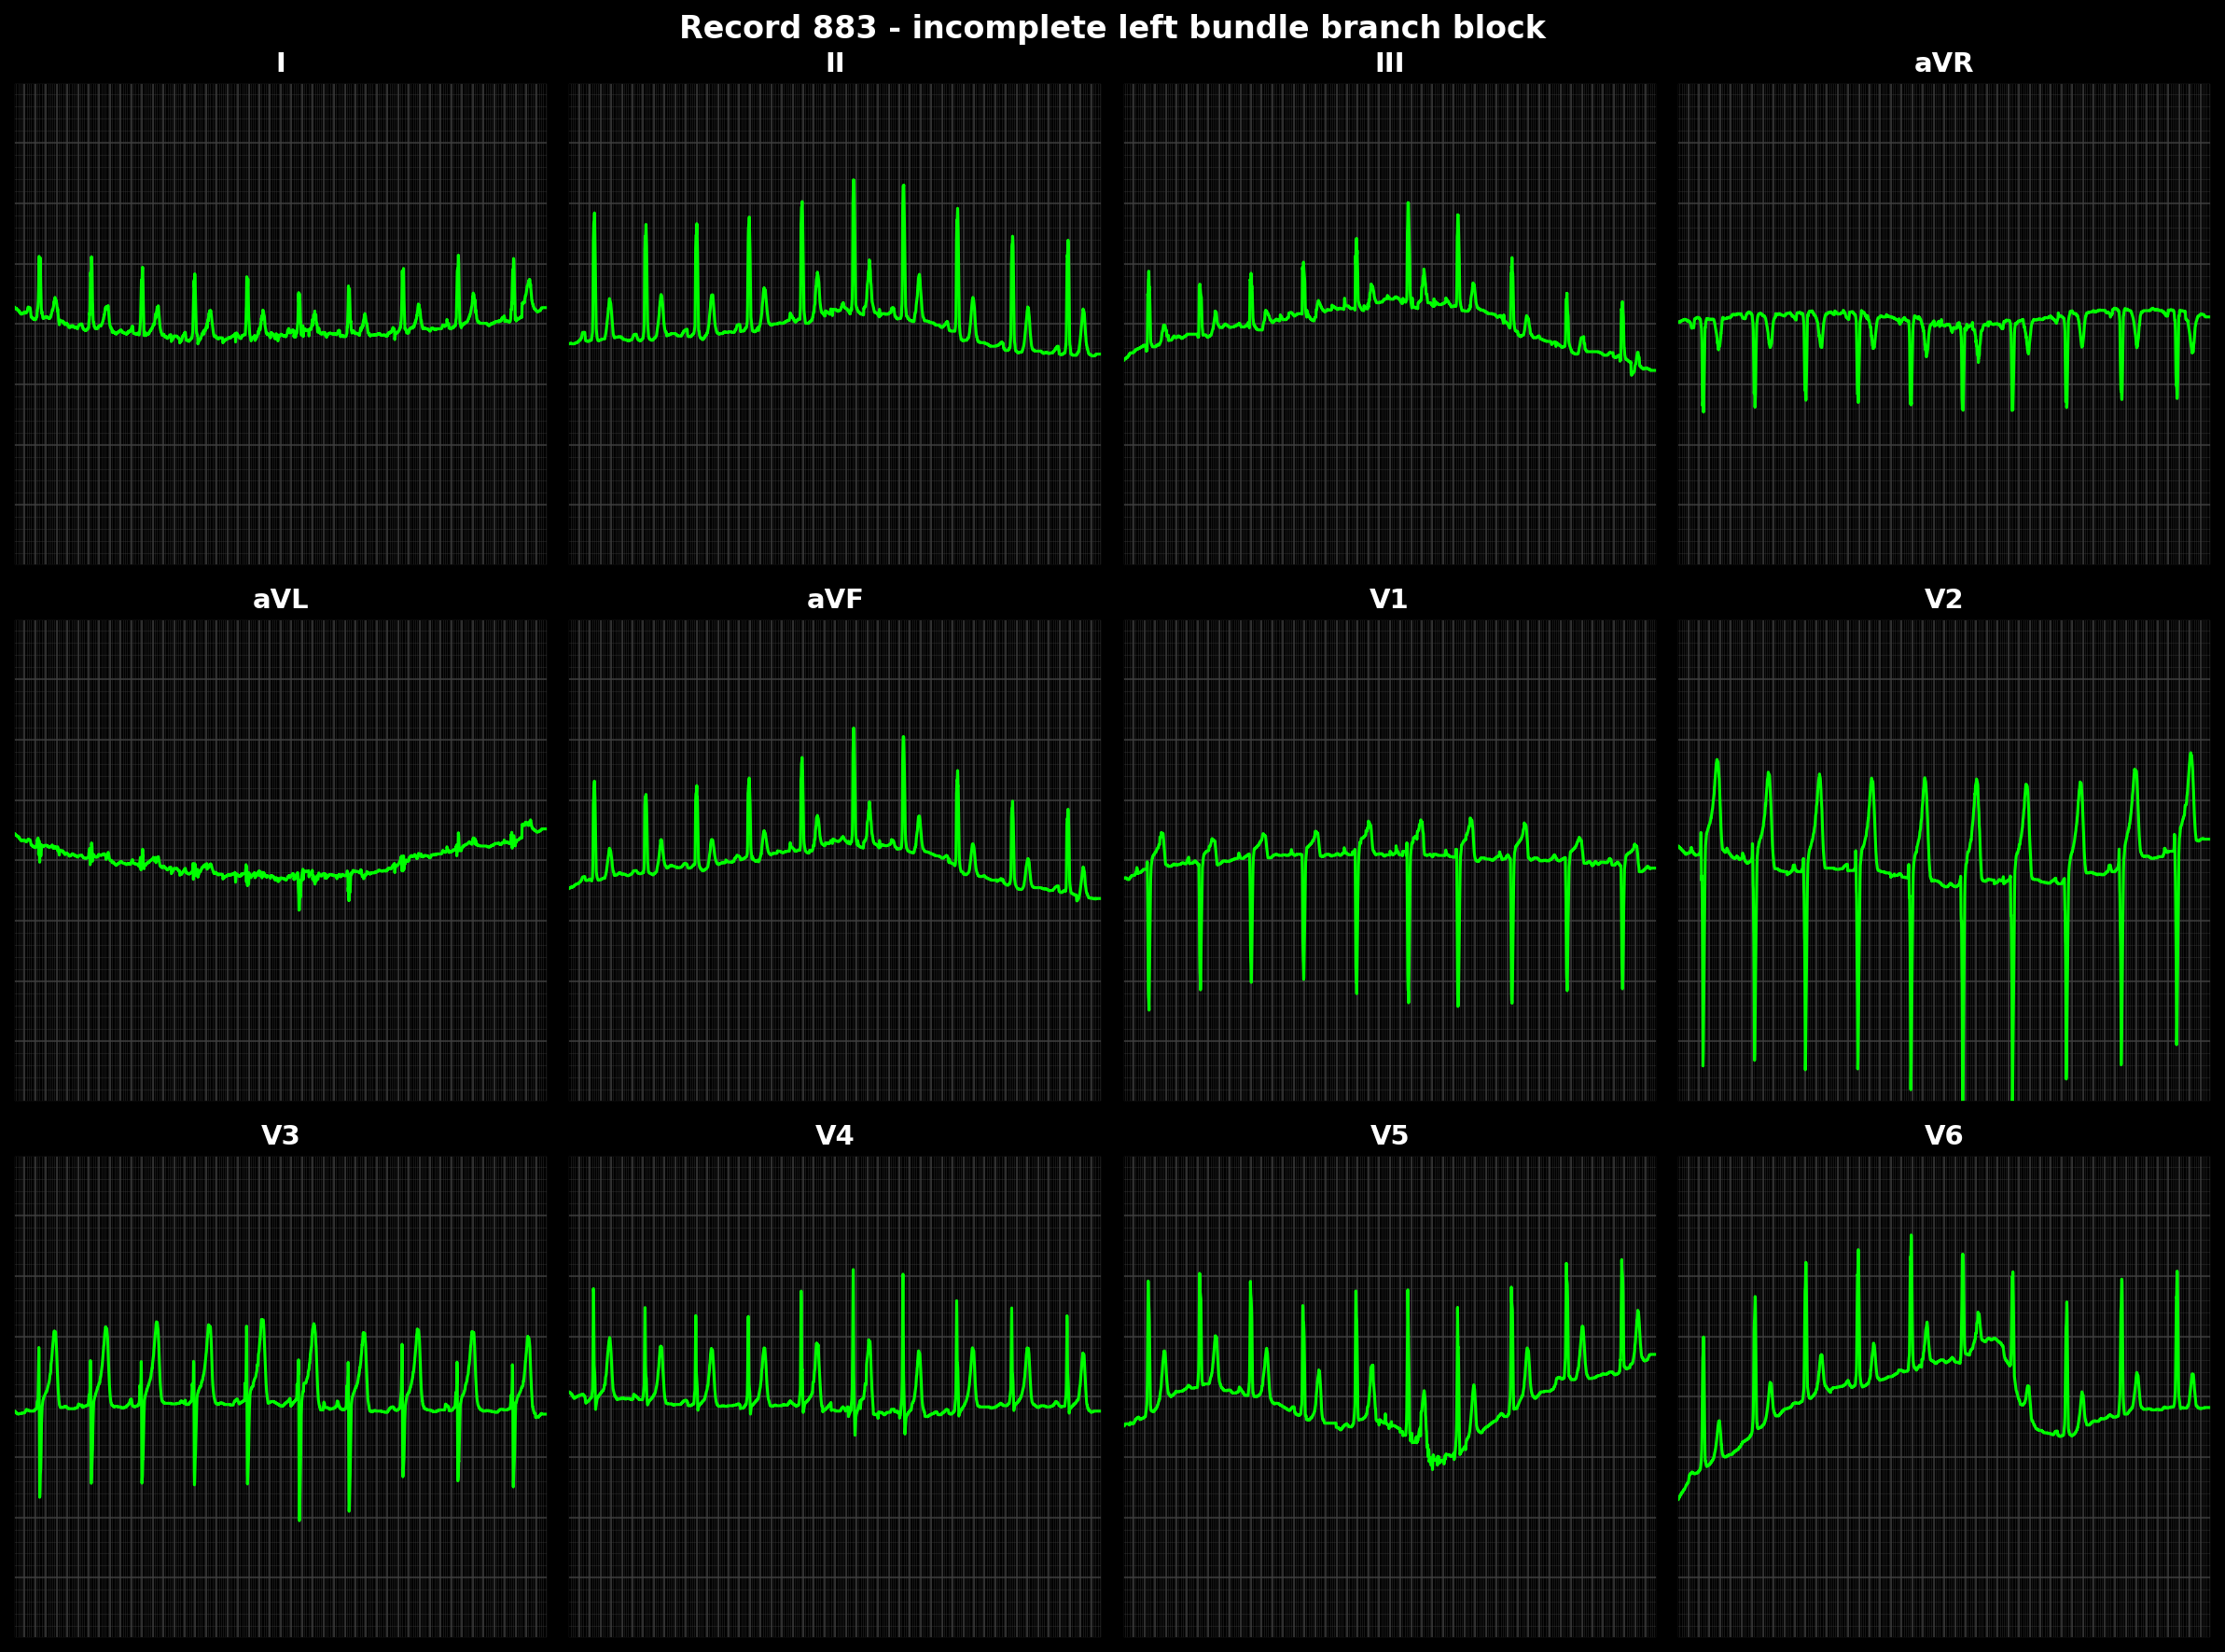 Record 883 - incomplete left bundle branch block
I
II
III
aVR
aVL
aVF
V1
V2
V3
V4
V5
V6